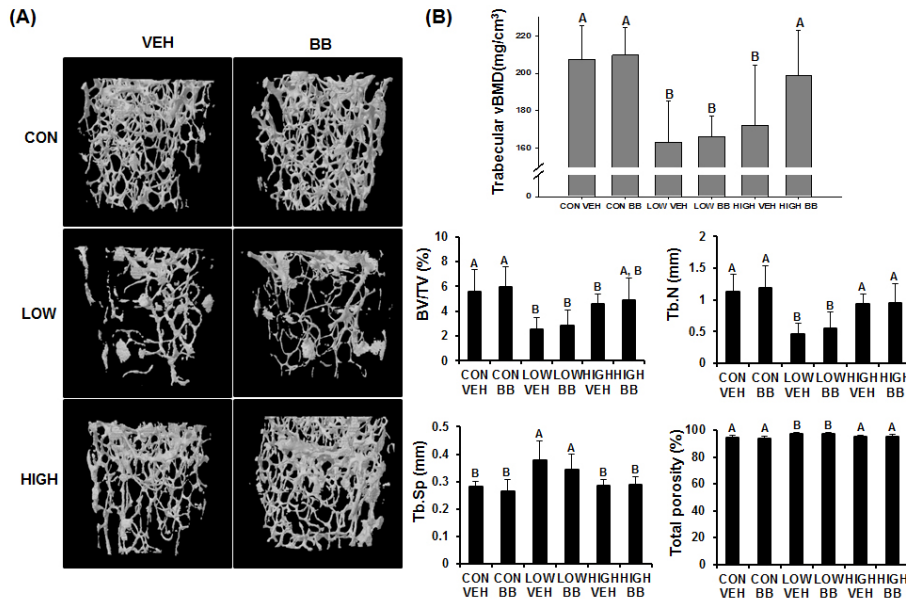 (A)
VEH BB
CON
LOW
HIGH
(B)
Trabecular vBMD(mg/cm³)
220
200
180
160
0
A A B B B A
CON VEH CON BB LOW VEH LOW BB HIGH VEH HIGH BB
BV/TV (%)
10
8
6
4
2
0
A A B B A A, B
CON CON LOW LOW HIGH HIGH
VEH BB VEH BB VEH BB
Tb.N (mm)
2
1.5
1
0.5
0
A A B B A A
CON CON LOW LOW HIGH HIGH
VEH BB VEH BB VEH BB
Tb.Sp (mm)
0.5
0.4
0.3
0.2
0.1
0
B B A A B B
CON CON LOW LOW HIGH HIGH
VEH BB VEH BB VEH BB
Total porosity (%)
100
80
60
40
20
0
A A B B A A
CON CON LOW LOW HIGH HIGH
VEH BB VEH BB VEH BB